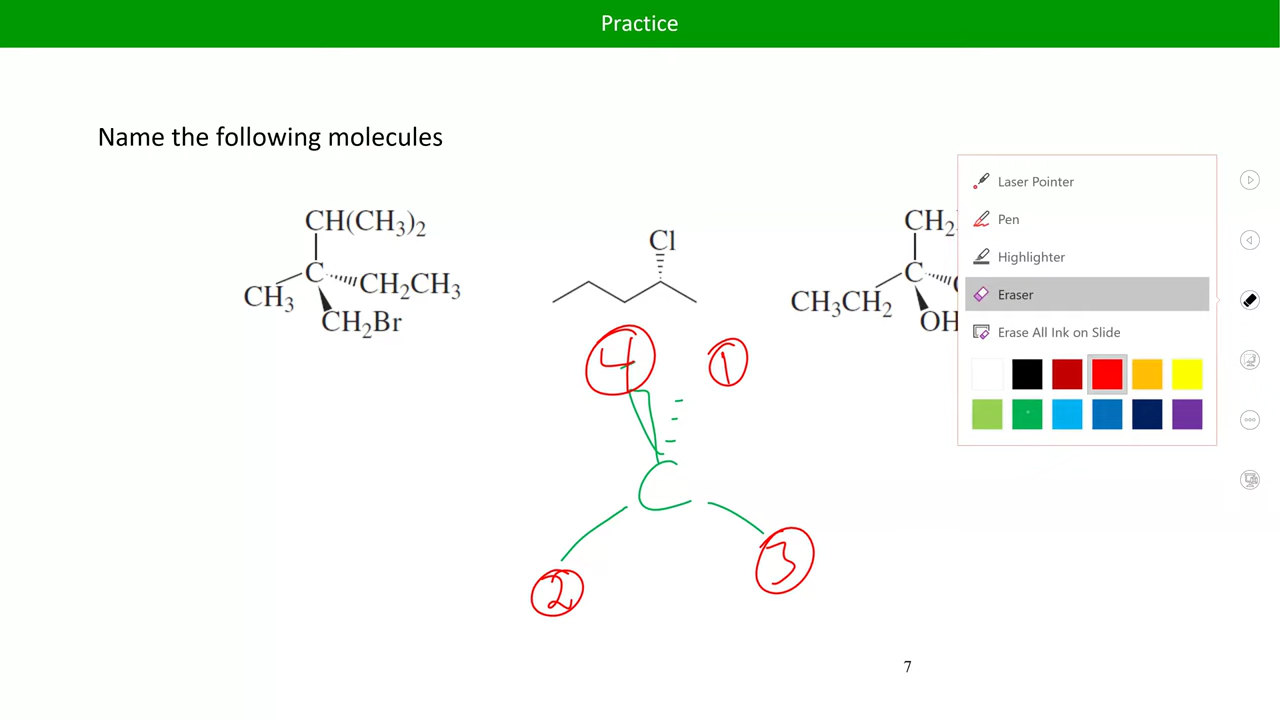 Practice
Name the following molecules
CH(CH₃)₂
C
CH₂CH₃
CH₃
CH₂Br
Cl
CH₂
C
CH₃CH₂
OH
Laser Pointer
Pen
Highlighter
Eraser
Erase All Ink on Slide
4
1
C
2
3
7